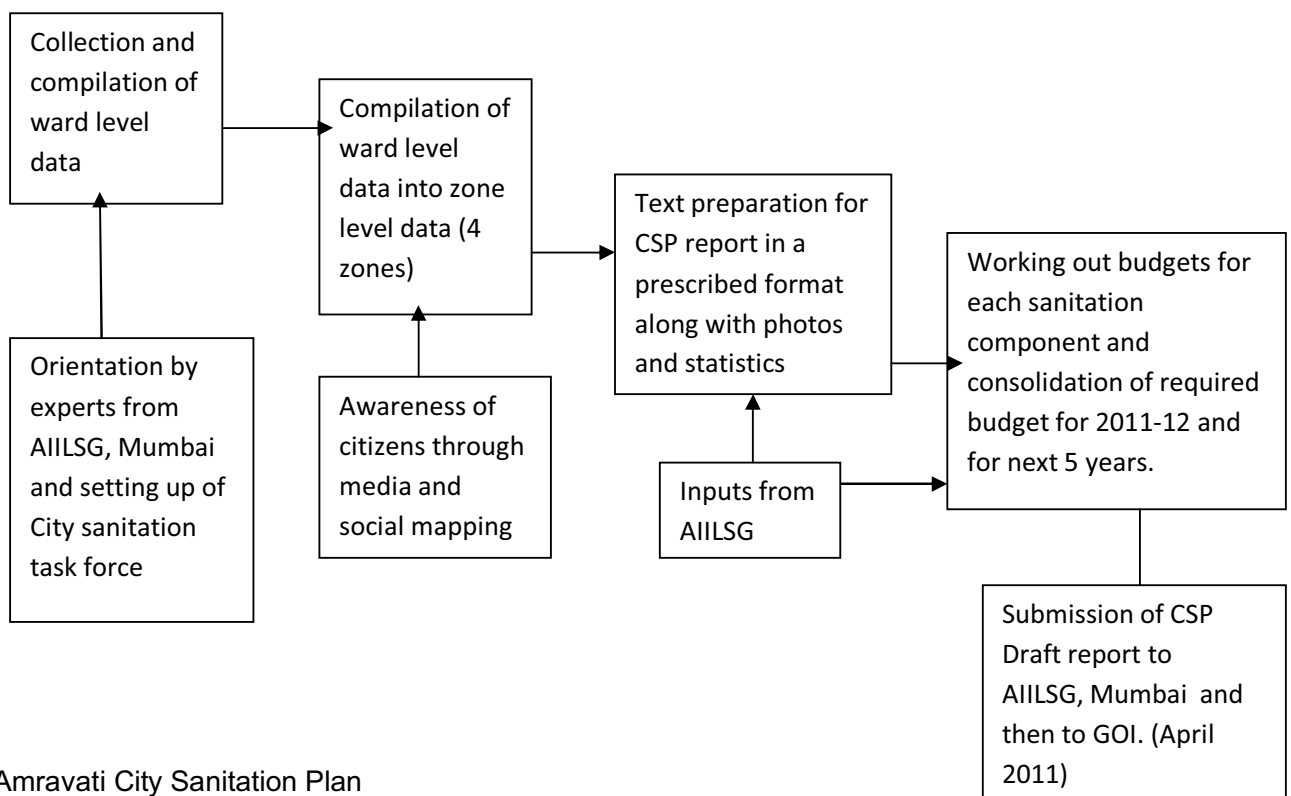 Collection and
compilation of
ward level
data
Compilation of
ward level
data into zone
level data (4
zones)
Text preparation for
CSP report in a
prescribed format
along with photos
and statistics
Working out budgets for
each sanitation
component and
consolidation of required
budget for 2011-12 and
for next 5 years.
Orientation by
experts from
AIILSG, Mumbai
and setting up of
City sanitation
task force
Awareness of
citizens through
media and
social mapping
Inputs from
AIILSG
Submission of CSP
Draft report to
AIILSG, Mumbai and
then to GOI. (April
2011)
Amravati City Sanitation Plan